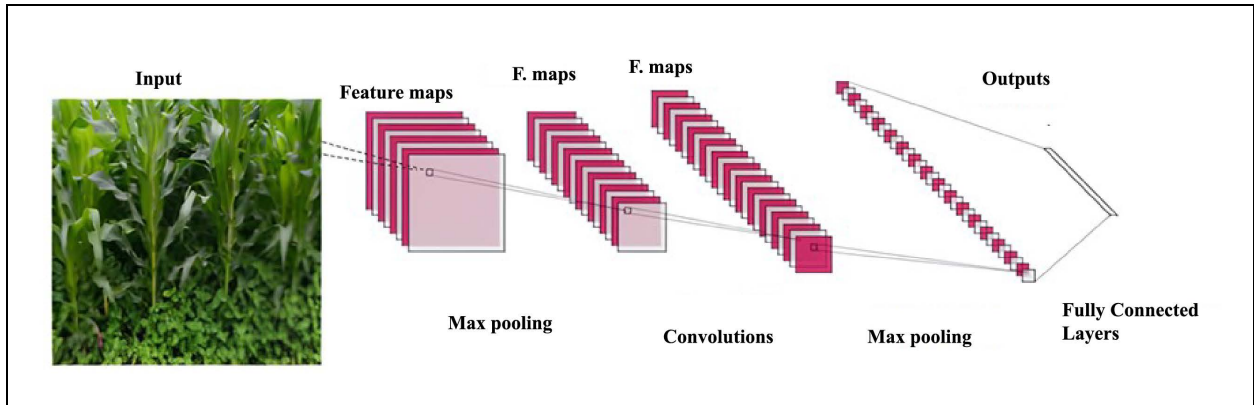 Input
Feature maps
F. maps
F. maps
Outputs
Max pooling
Convolutions
Max pooling
Fully Connected
Layers